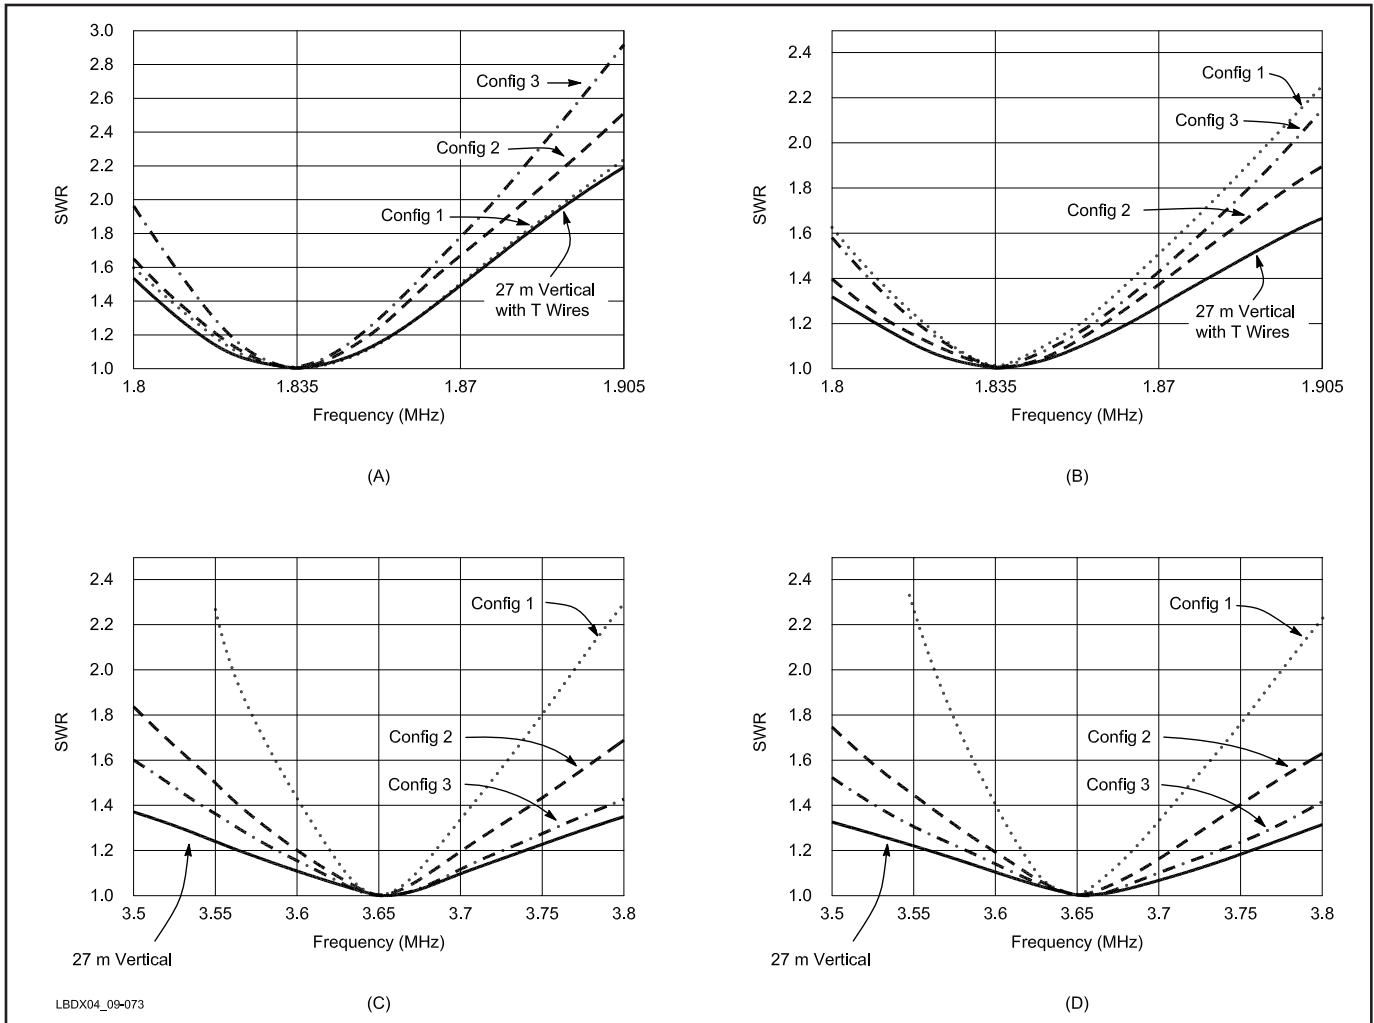 3.0
2.8
2.6
2.4
2.2
2.0
1.8
1.6
1.4
1.2
1.0
SWR
Config 3
Config 2
Config 1
27 m Vertical
with T Wires
1.8
1.835
1.87
1.905
Frequency (MHz)
(A)
2.4
2.2
2.0
1.8
1.6
1.4
1.2
1.0
SWR
Config 1
Config 3
Config 2
27 m Vertical
with T Wires
1.8
1.835
1.87
1.905
Frequency (MHz)
(B)
2.4
2.2
2.0
1.8
1.6
1.4
1.2
1.0
SWR
Config 1
Config 2
Config 3
3.5
3.55
3.6
3.65
3.7
3.75
3.8
Frequency (MHz)
27 m Vertical
(C)
2.4
2.2
2.0
1.8
1.6
1.4
1.2
1.0
SWR
Config 1
Config 2
Config 3
3.5
3.55
3.6
3.65
3.7
3.75
3.8
Frequency (MHz)
27 m Vertical
(D)
LBDX04_09-073